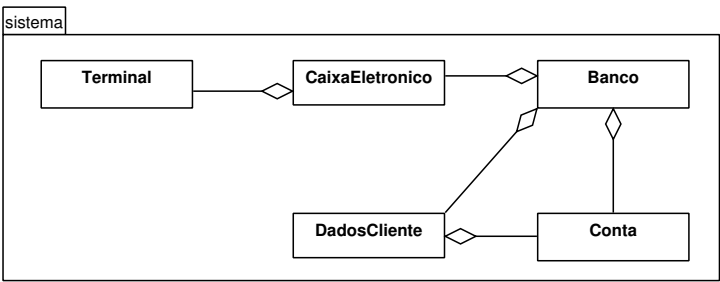 sistema
Terminal
CaixaEletronico
Banco
DadosCliente
Conta